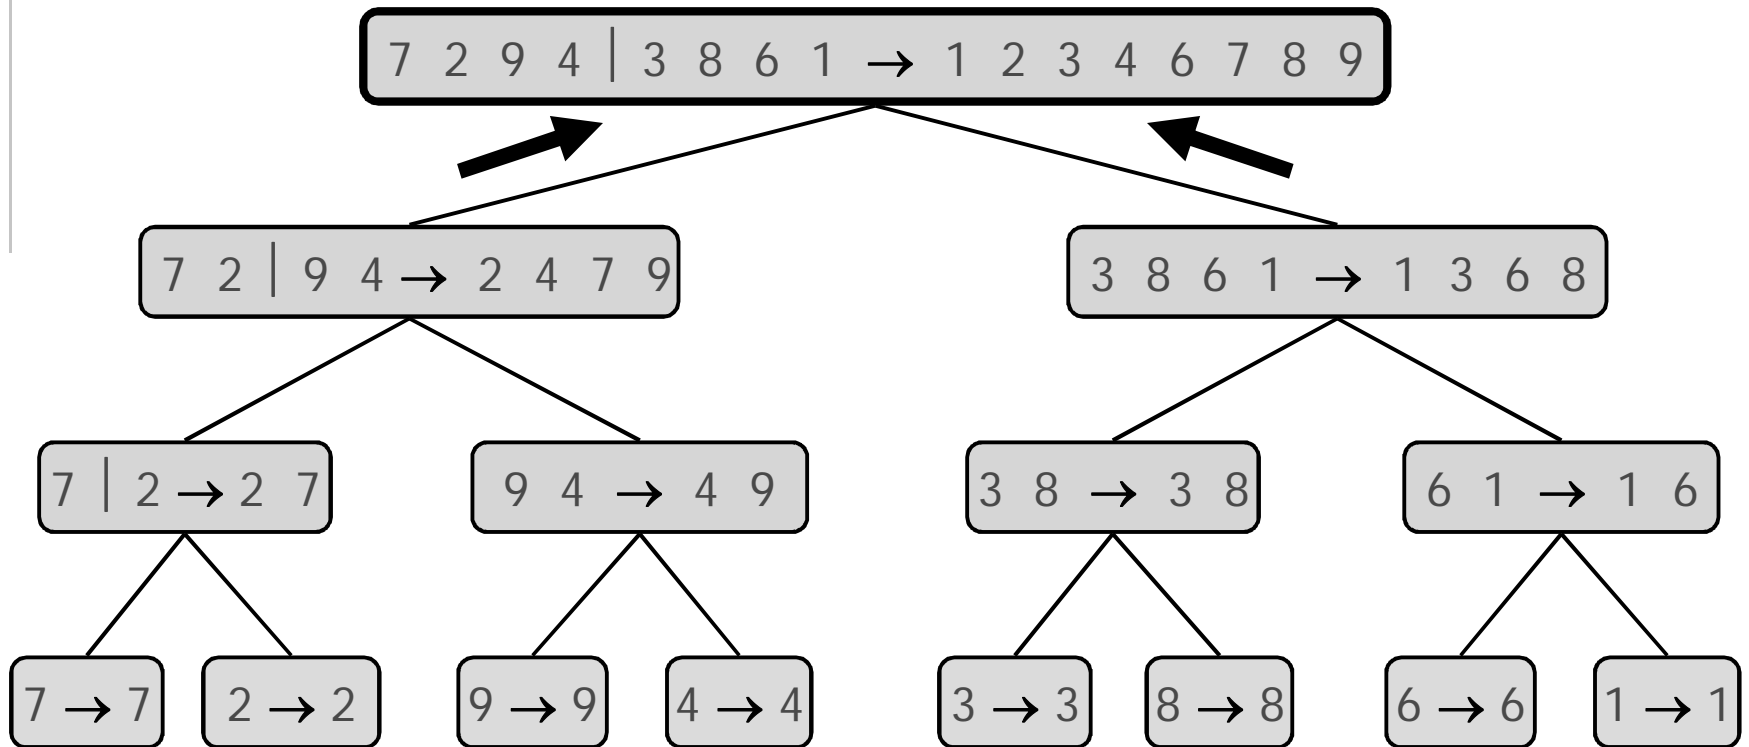 7 2 9 4 | 3 8 6 1 → 1 2 3 4 6 7 8 9
7 2 | 9 4 → 2 4 7 9
3 8 6 1 → 1 3 6 8
7 | 2 → 2 7
9 4 → 4 9
3 8 → 3 8
6 1 → 1 6
7 → 7
2 → 2
9 → 9
4 → 4
3 → 3
8 → 8
6 → 6
1 → 1